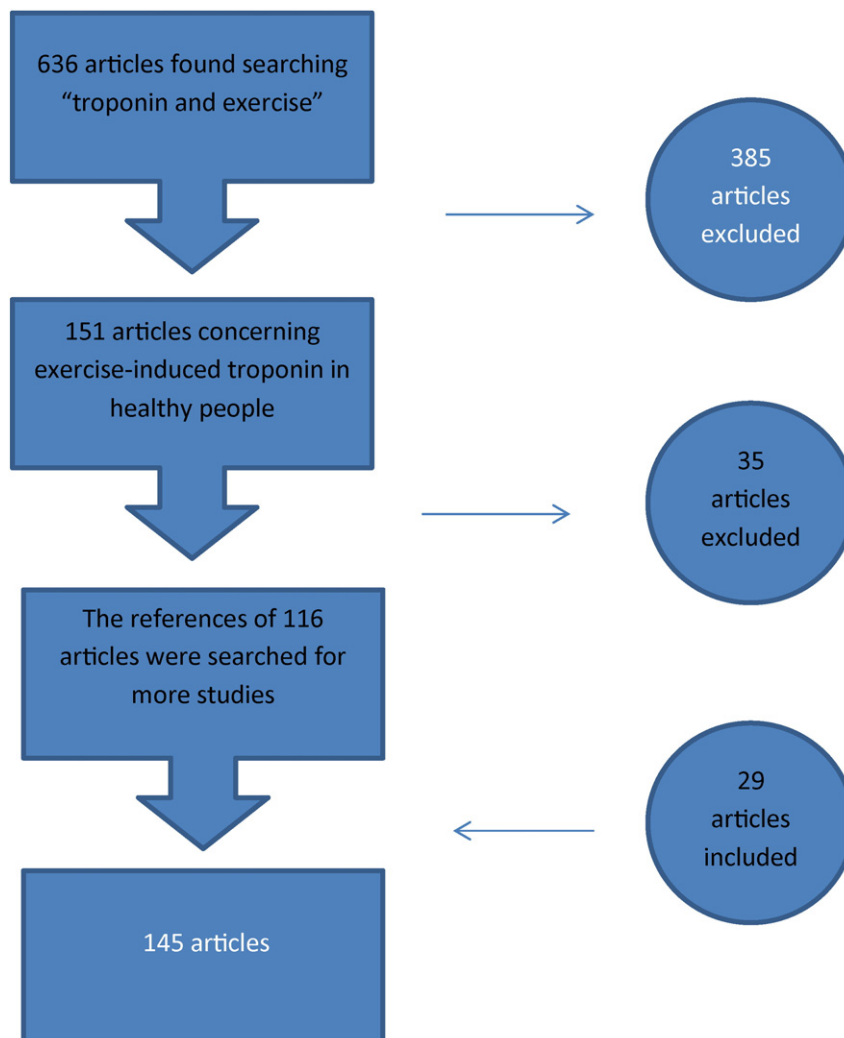 636 articles found searching
“troponin and exercise”
385
articles
excluded
151 articles concerning
exercise-induced troponin in
healthy people
35
articles
excluded
The references of 116
articles were searched for
more studies
29
articles
included
145 articles